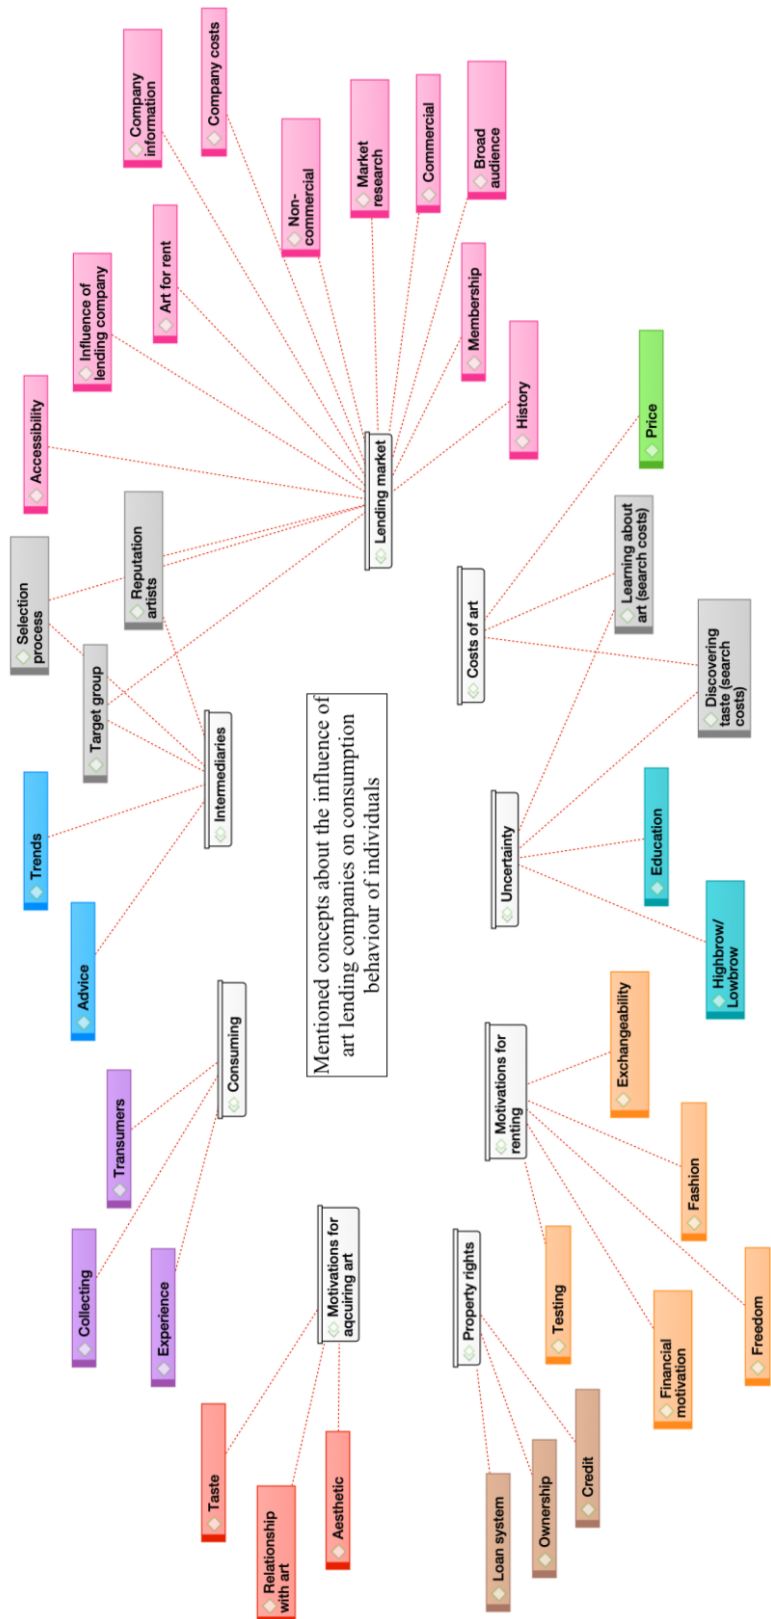 Selection
process
Accessibility
Trends
Collecting
Advice
Target group
Influence of
lending company
Transumers
Reputation
artists
Company
information
Experience
Art for rent
Taste
Intermediaries
Company costs
Consuming
Relationship
with art
Non-
commercial
Aesthetic
Motivations for
aqcuiring art
Mentioned concepts about the influence of
art lending companies on consumption
behaviour of individuals
Lending market
Market
research
Commercial
Property rights
Costs of art
Membership
Broad
audience
Loan system
Motivations for
renting
Uncertainty
History
Ownership
Testing
Credit
Exchangeability
Learning about
art (search costs)
Education
Price
Financial
motivation
Fashion
Highbrow/
Lowbrow
Discovering
taste (search
costs)
Freedom